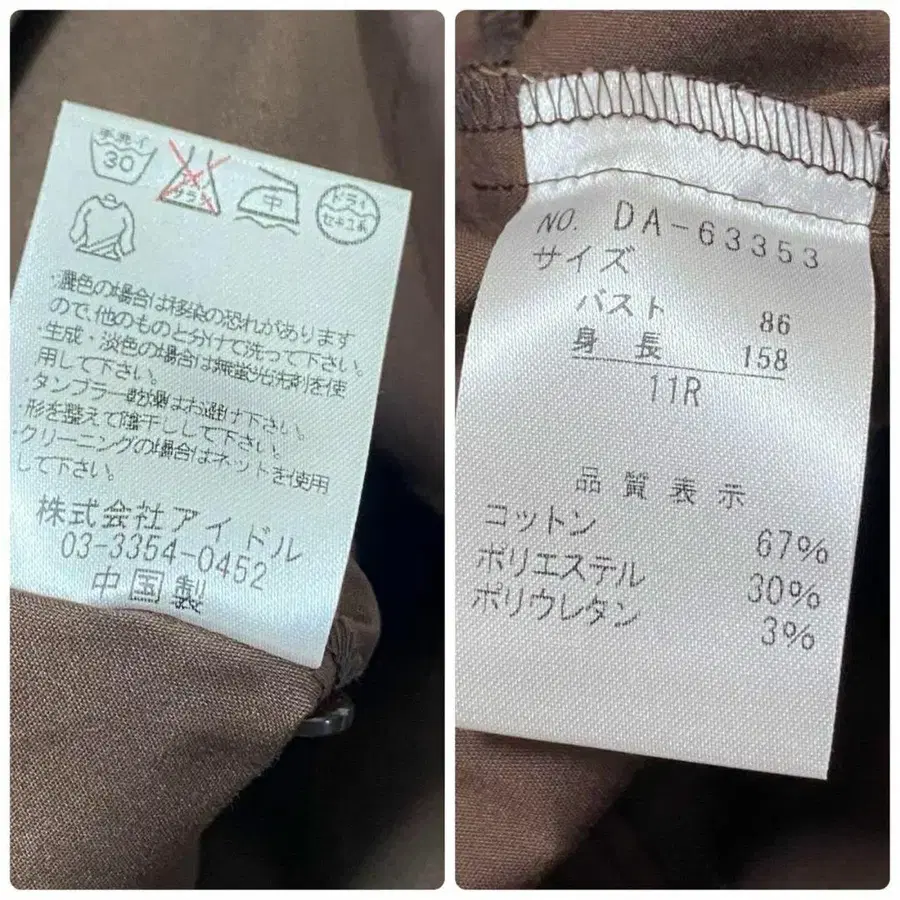 手洗イ
30
サラシ
中
ドライ
セキユ系
・濃色の場合は移染の恐れがあります
ので、他のものと分けて洗って下さい。
・生成・淡色の場合は無蛍光洗剤を使
用して下さい。
・タンブラー乾燥はお避け下さい。
・形を整えて陰干しして下さい。
・クリーニングの場合はネットを使用
して下さい。
株式会社アイドル
03-3354-0452
中国製
NO. DA-63353
サイズ
バスト 86
身長 158
11R
品質表示
コットン 67%
ポリエステル 30%
ポリウレタン 3%